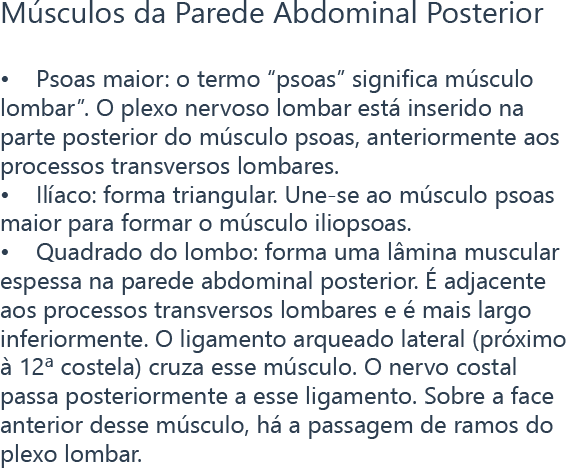 Músculos da Parede Abdominal Posterior
• Psoas maior: o termo “psoas” significa músculo
lombar”. O plexo nervoso lombar está inserido na
parte posterior do músculo psoas, anteriormente aos
processos transversos lombares.
• Ilíaco: forma triangular. Une-se ao músculo psoas
maior para formar o músculo iliopsoas.
• Quadrado do lombo: forma uma lâmina muscular
espessa na parede abdominal posterior. É adjacente
aos processos transversos lombares e é mais largo
inferiormente. O ligamento arqueado lateral (próximo
à 12ª costela) cruza esse músculo. O nervo costal
passa posteriormente a esse ligamento. Sobre a face
anterior desse músculo, há a passagem de ramos do
plexo lombar.